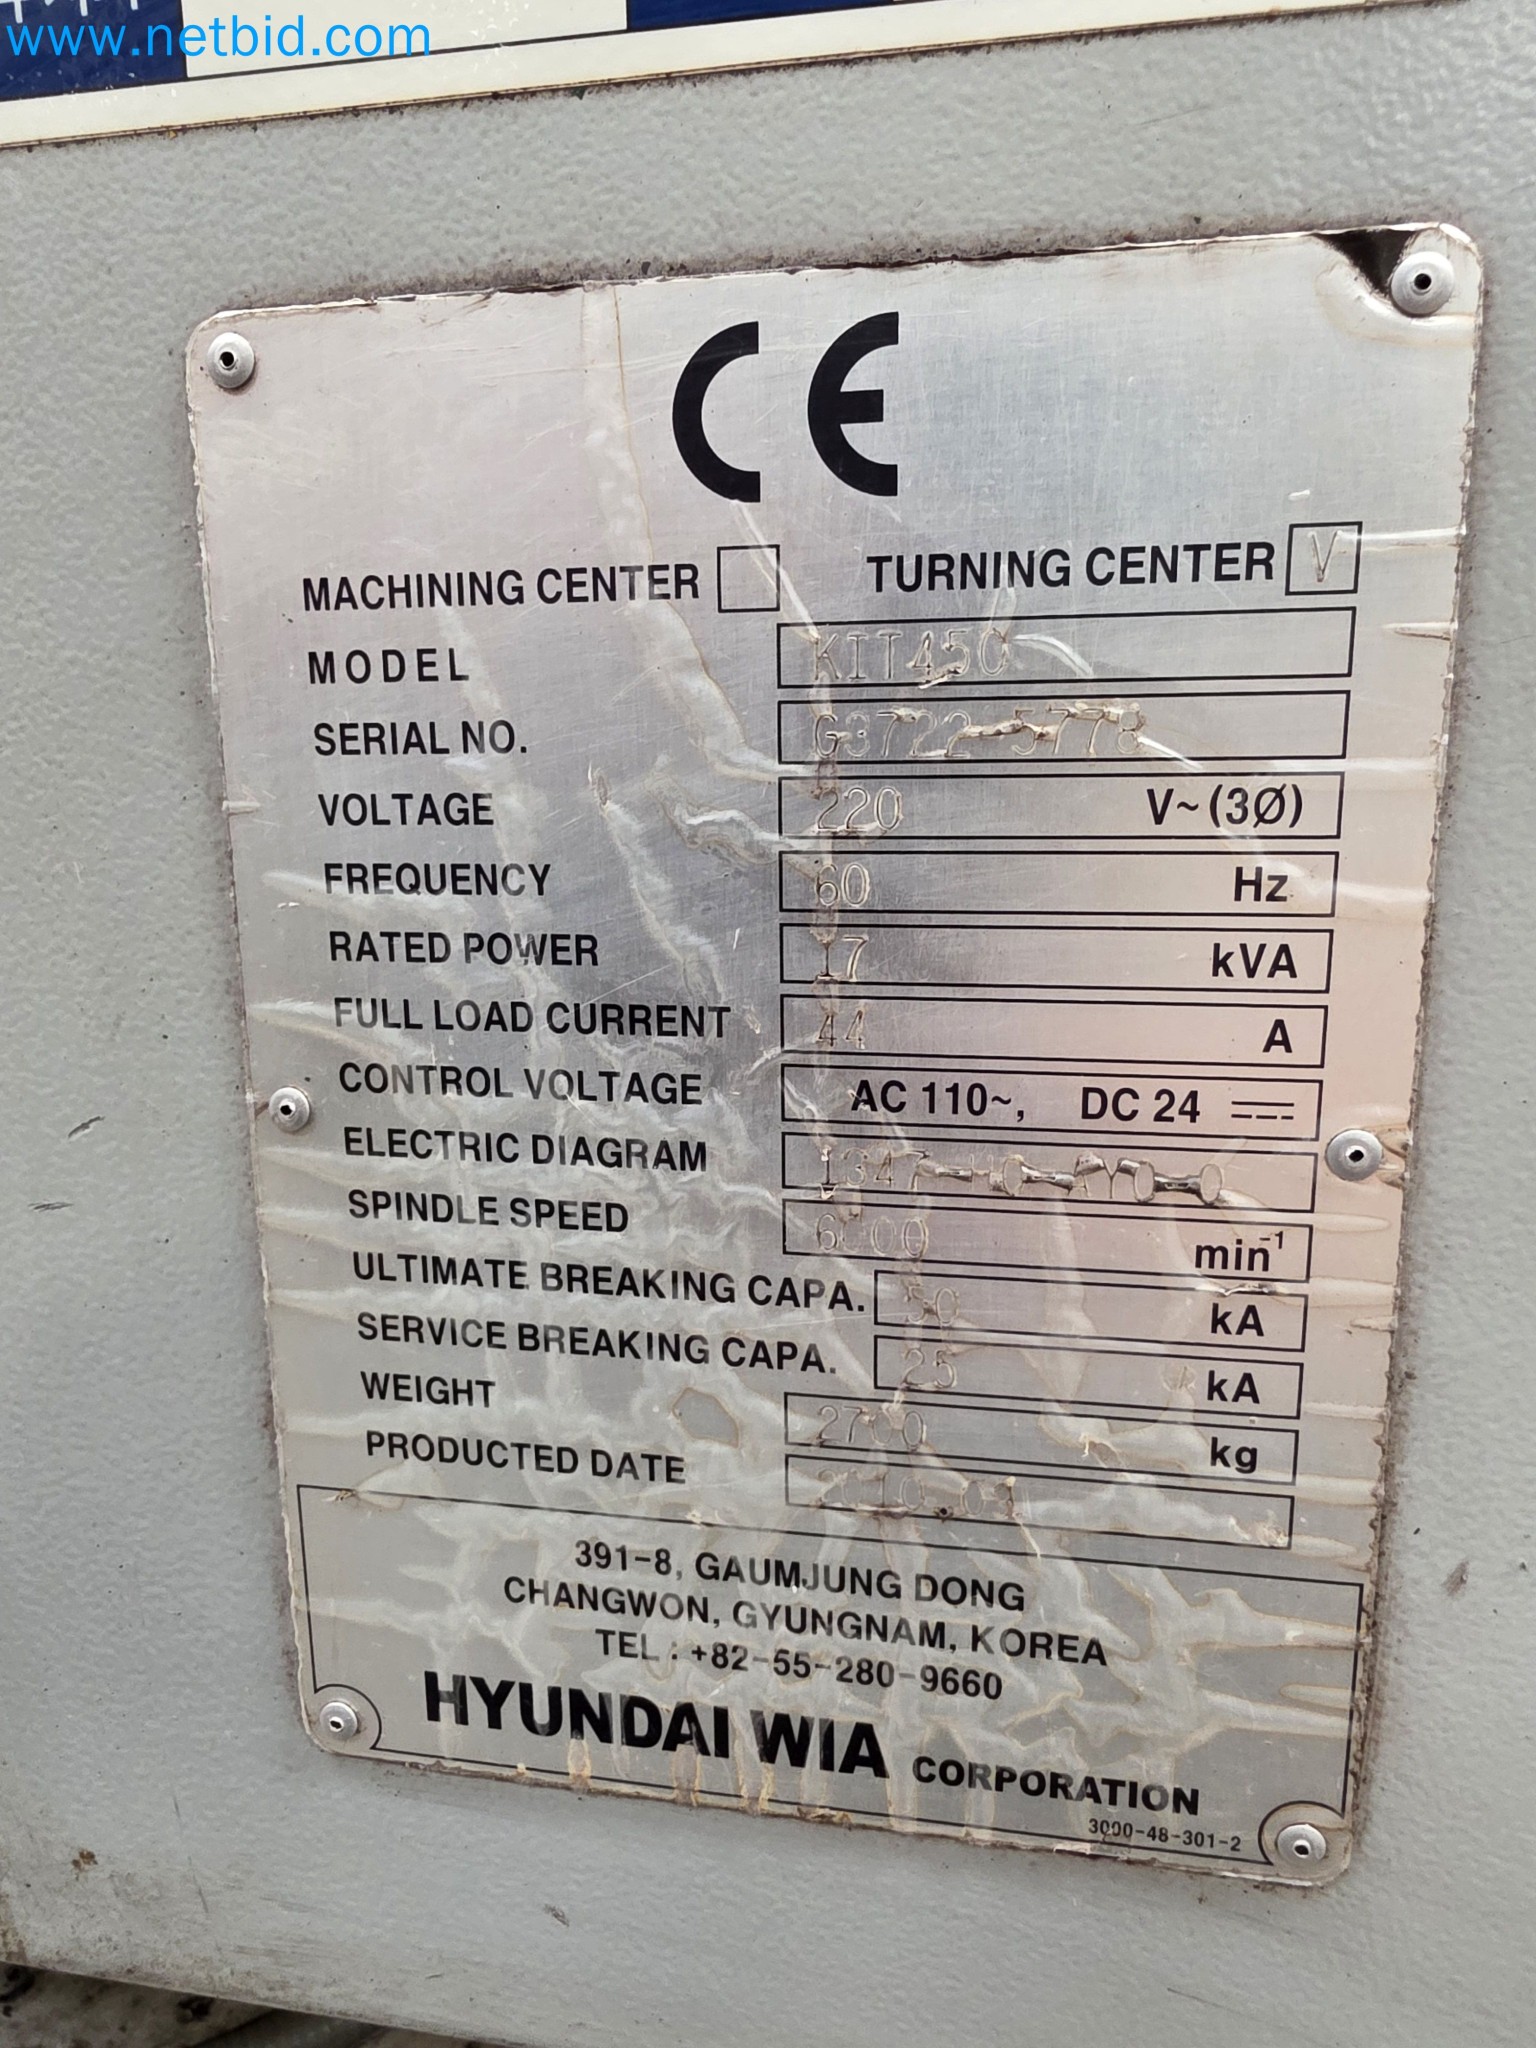 www.netbid.com
CE
MACHINING CENTER TURNING CENTER V
MODEL KIT450
SERIAL NO. G3722-5778
VOLTAGE 220 V~(3Ø)
FREQUENCY 60 Hz
RATED POWER 17 kVA
FULL LOAD CURRENT 44 A
CONTROL VOLTAGE AC 110~, DC 24
ELECTRIC DIAGRAM
SPINDLE SPEED 6000 min⁻¹
ULTIMATE BREAKING CAPA. 50 kA
SERVICE BREAKING CAPA. 25 kA
WEIGHT 2700 kg
PRODUCTED DATE
391-8, GAUMJUNG DONG
CHANGWON, GYUNGNAM, KOREA
TEL : +82-55-280-9660
HYUNDAI WIA CORPORATION
3000-48-301-2